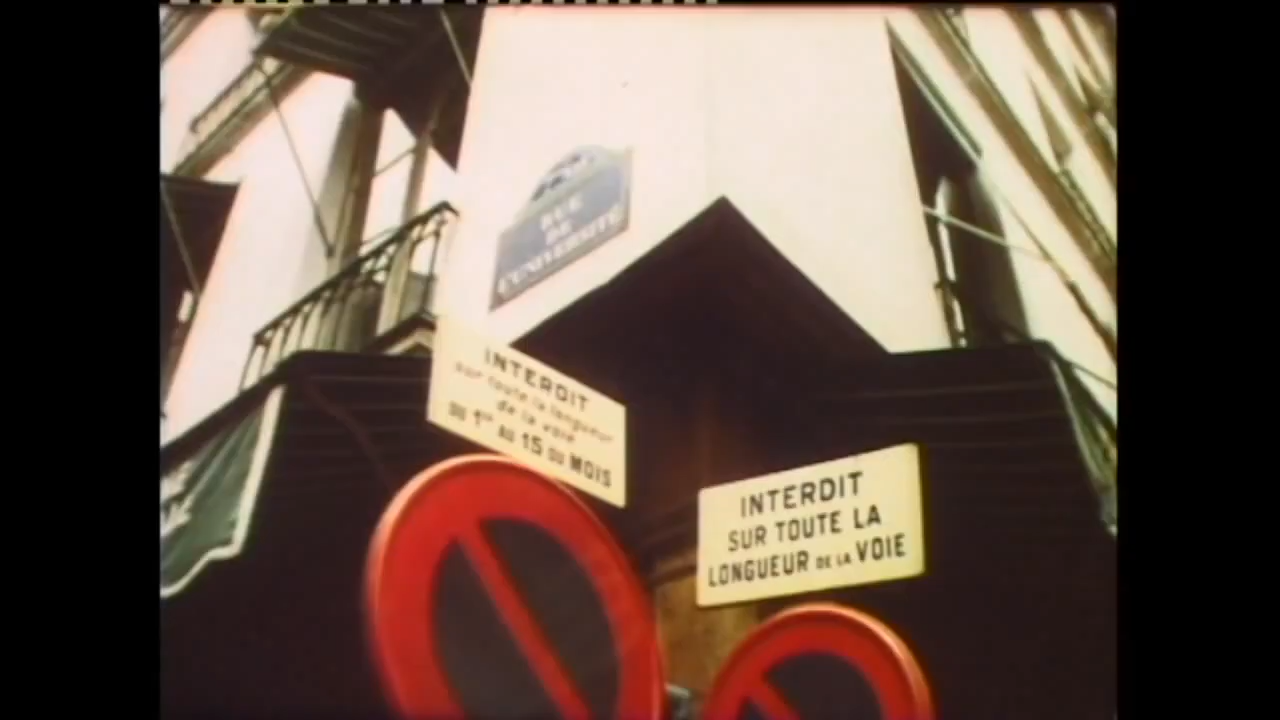 RUE
DE
L'UNIVERSITÉ
INTERDIT
sur toute la longueur
de la voie
DU 1er AU 15 DU MOIS
INTERDIT
SUR TOUTE LA
LONGUEUR DE LA VOIE